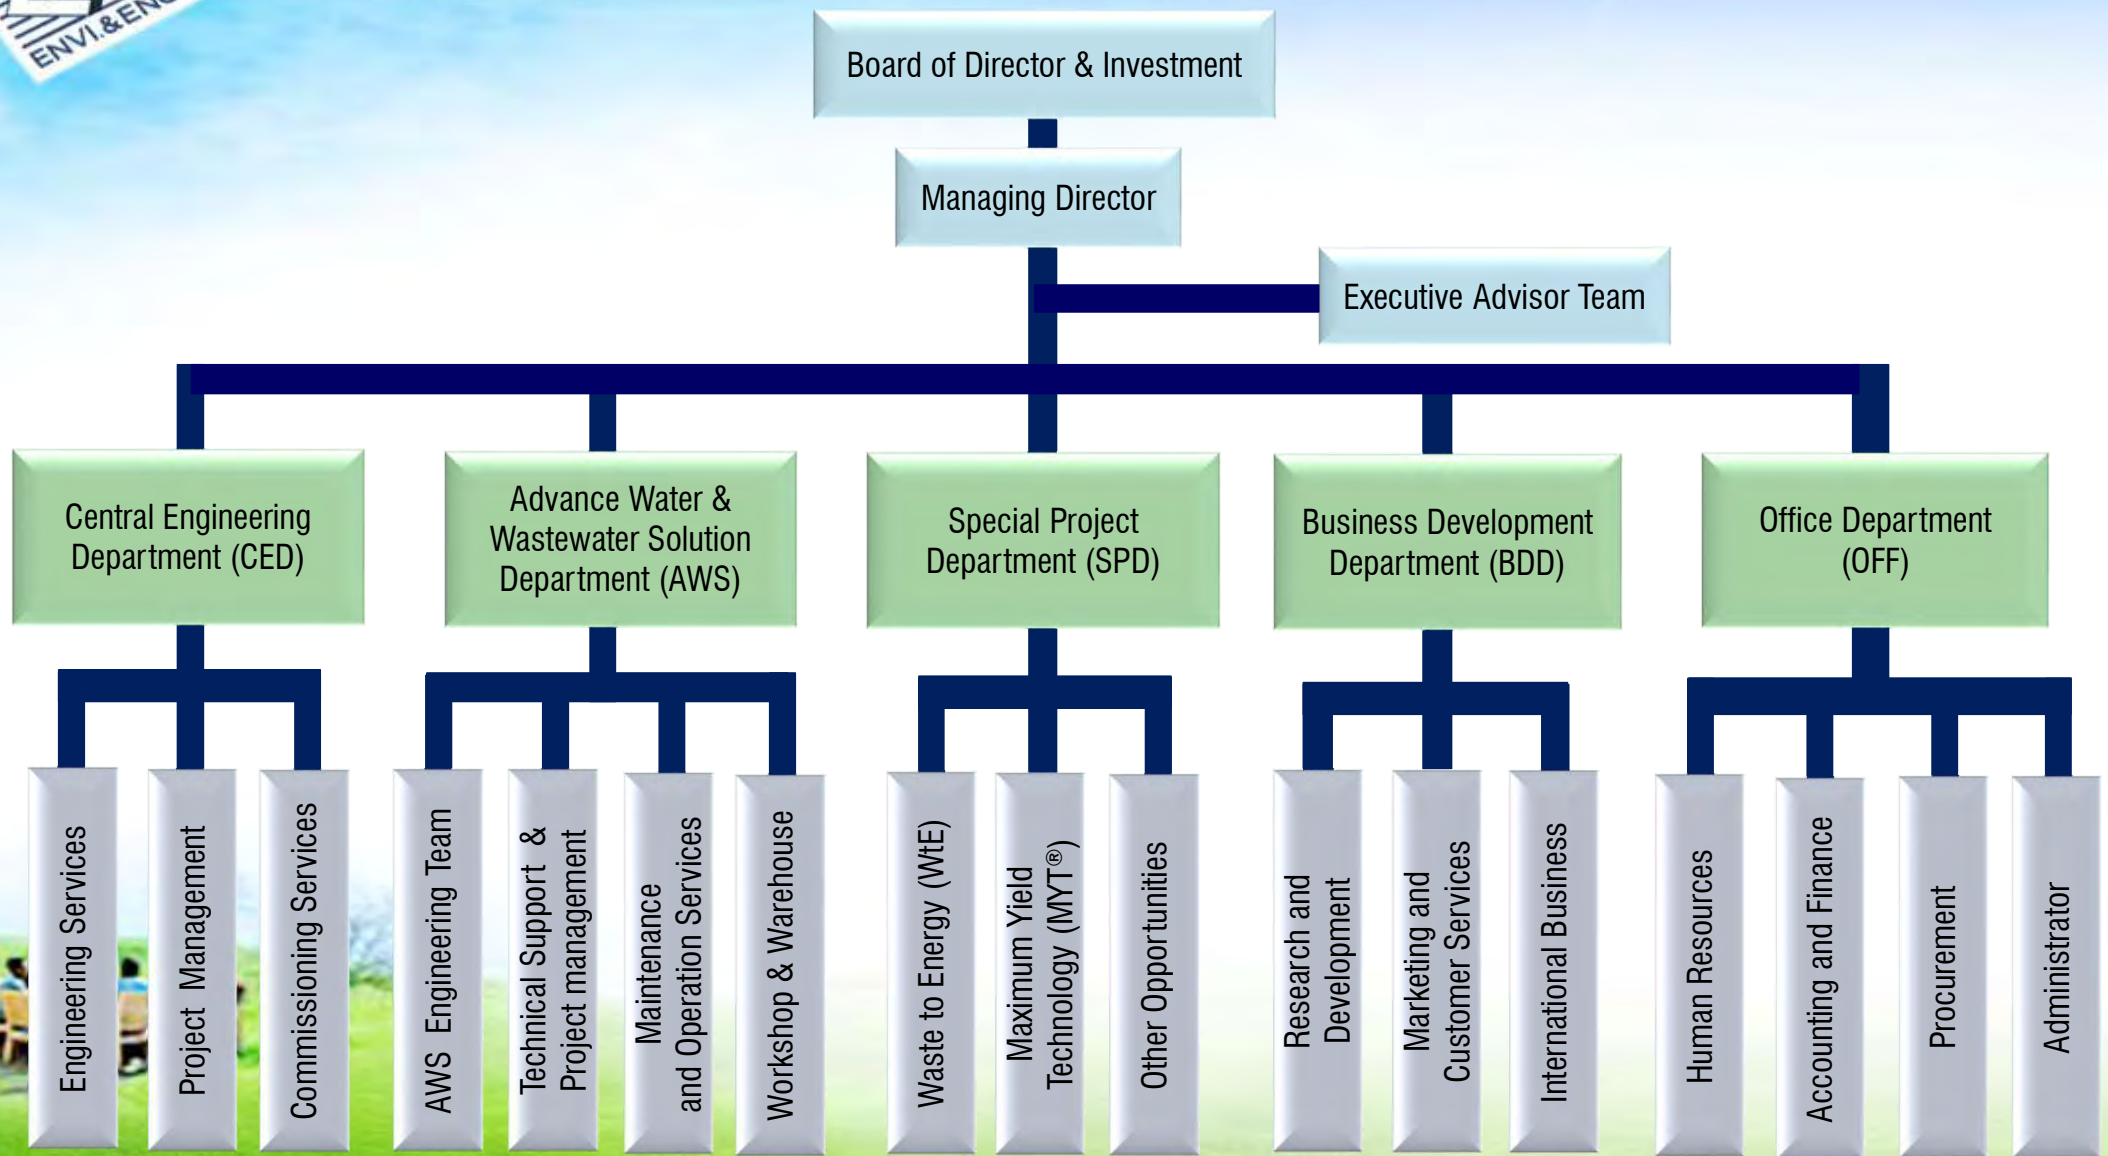 ENVI.&
Board of Director & Investment
Managing Director
Executive Advisor Team
Central Engineering
Department (CED)
Advance Water &
Wastewater Solution
Department (AWS)
Special Project
Department (SPD)
Business Development
Department (BDD)
Office Department
(OFF)
Engineering Services
Project Management
Commissioning Services
AWS Engineering Team
Technical Support &
Project management
Maintenance
and Operation Services
Workshop & Warehouse
Waste to Energy (WtE)
Maximum Yield
Technology (MYT®)
Other Opportunities
Research and
Development
Marketing and
Customer Services
International Business
Human Resources
Accounting and Finance
Procurement
Administrator